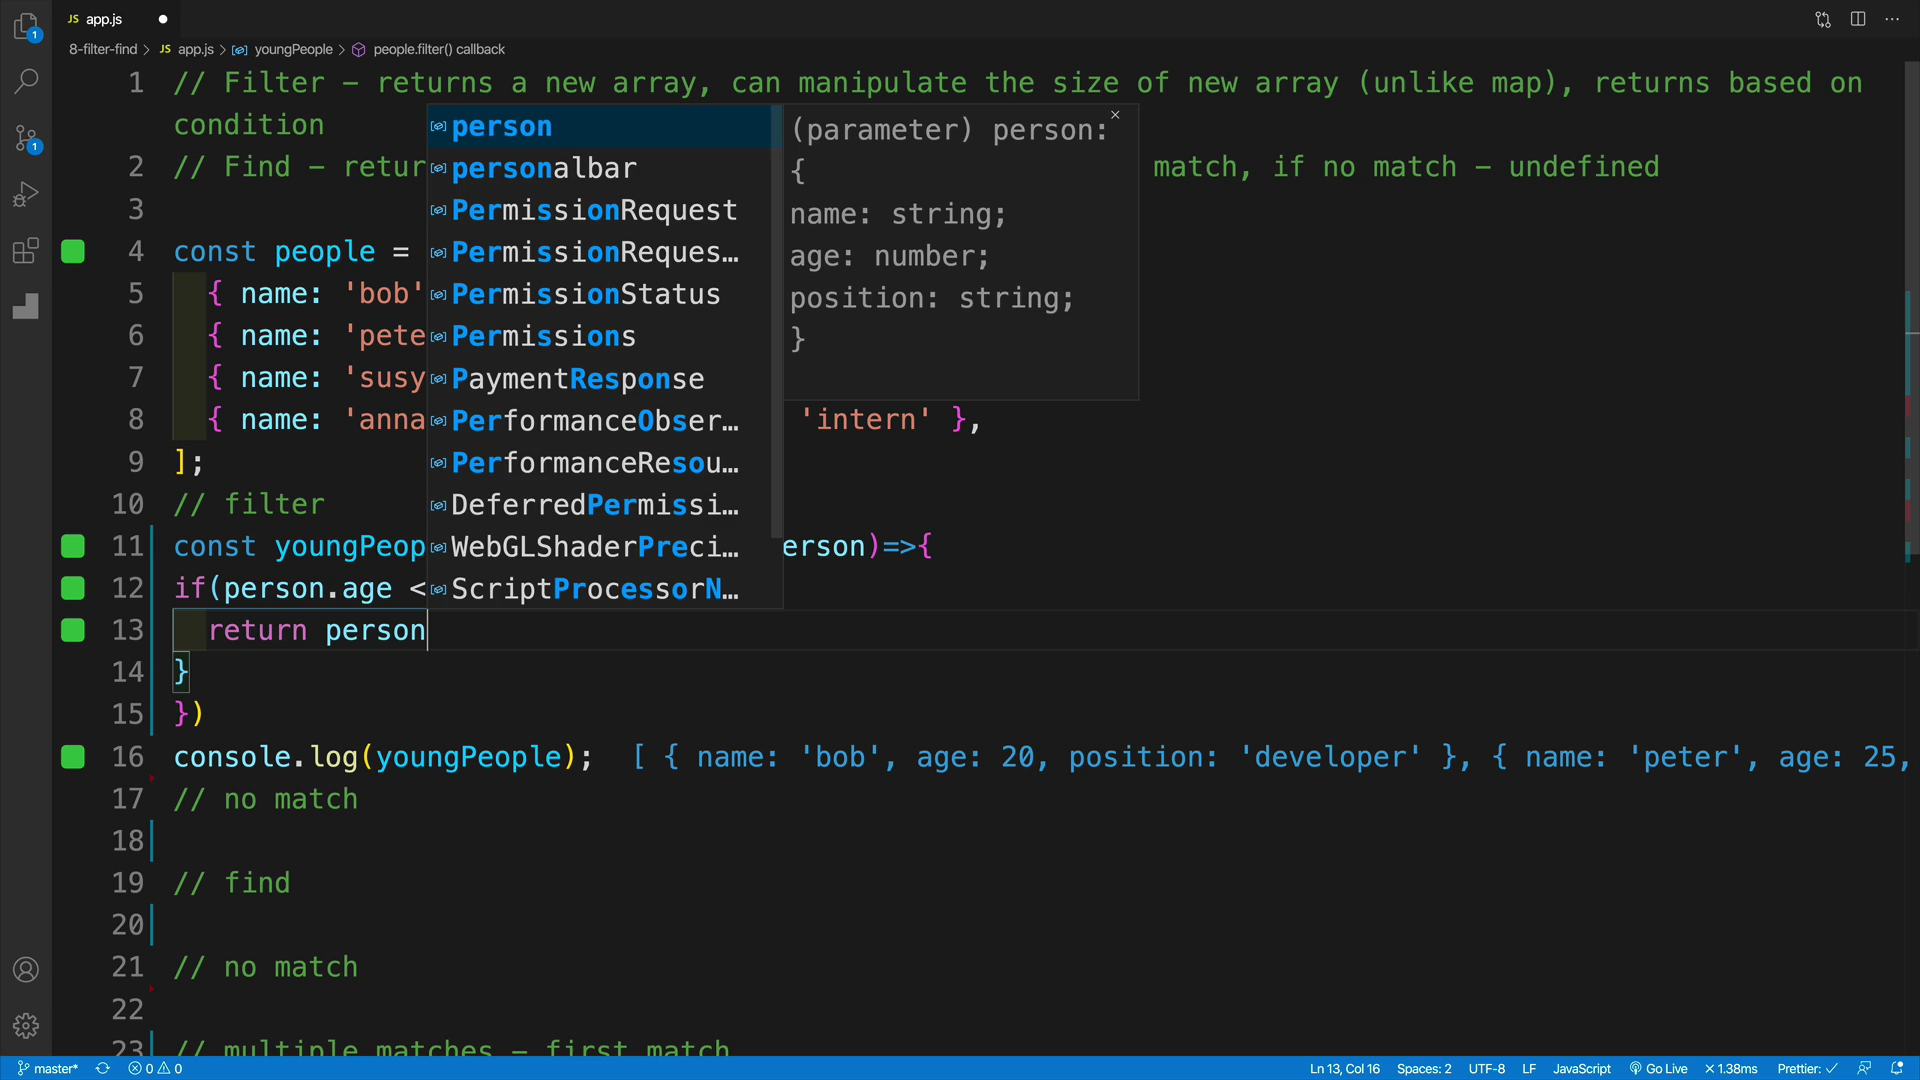 JS app.js
8-filter-find > JS app.js > youngPeople > people.filter() callback
1 // Filter - returns a new array, can manipulate the size of new array (unlike map), returns based on
condition
2 // Find - retur match, if no match - undefined
3
4 const people =
5 { name: 'bob'
6 { name: 'pete
7 { name: 'susy
8 { name: 'anna 'intern' },
9 ];
10 // filter
11 const youngPeop erson)=>{
12 if(person.age <
13 return person
14 }
15 })
16 console.log(youngPeople); [ { name: 'bob', age: 20, position: 'developer' }, { name: 'peter', age: 25,
17 // no match
18
19 // find
20
21 // no match
22
23 // multiple matches - first match
person
personalbar
PermissionRequest
PermissionReques…
PermissionStatus
Permissions
PaymentResponse
PerformanceObser…
PerformanceResou…
DeferredPermissi…
WebGLShaderPreci…
ScriptProcessorN…
(parameter) person:
{
name: string;
age: number;
position: string;
}
1
1
master* 0 0 Ln 13, Col 16 Spaces: 2 UTF-8 LF JavaScript Go Live × 1.38ms Prettier: ✓